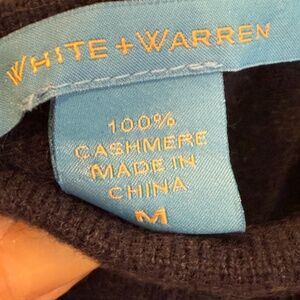 WHITE + WARREN
100%
CASHMERE
MADE IN
CHINA
M